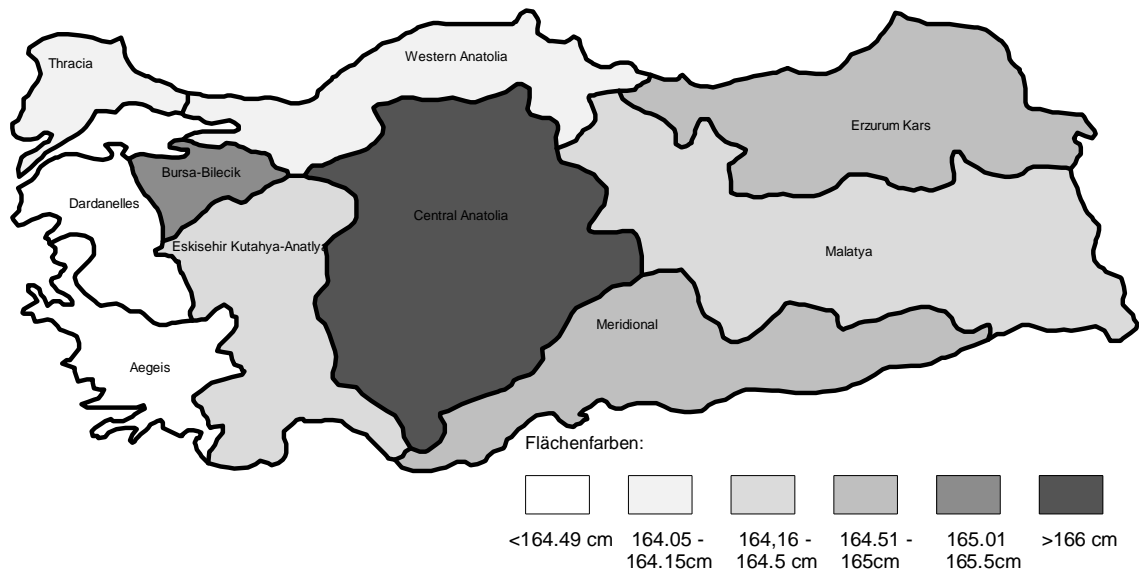 Western Anatolia
Thracia
Erzurum Kars
Bursa-Bilecik
Dardanelles
Central Anatolia
Eskisehir Kutahya-Anatlya
Malatya
Meridional
Aegeis
Flächenfarben:
<164.49 cm
164.05 -
164.15cm
164,16 -
164.5 cm
164.51 -
165cm
165.01
165.5cm
>166 cm